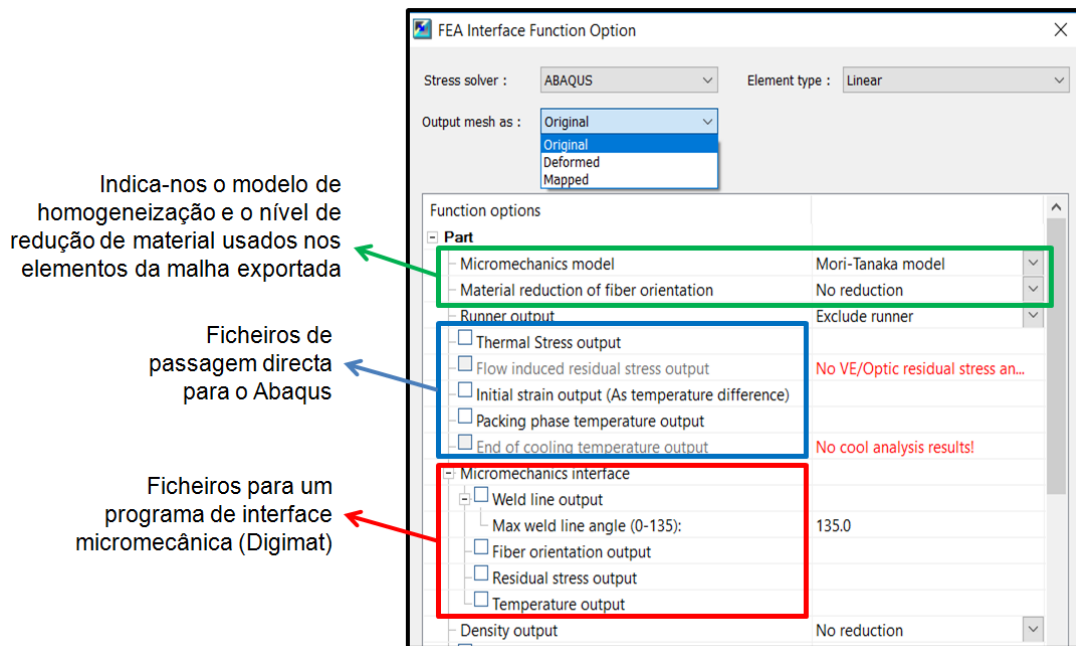 FEA Interface Function Option
Stress solver : ABAQUS Element type : Linear
Output mesh as : Original
Original
Deformed
Mapped
Function options
Part
Micromechanics model Mori-Tanaka model
Material reduction of fiber orientation No reduction
Runner output Exclude runner
Thermal Stress output
Flow induced residual stress output No VE/Optic residual stress an...
Initial strain output (As temperature difference)
Packing phase temperature output
End of cooling temperature output No cool analysis results!
Micromechanics interface
Weld line output
Max weld line angle (0-135): 135.0
Fiber orientation output
Residual stress output
Temperature output
Density output No reduction
Indica-nos o modelo de
homogeneização e o nível de
redução de material usados nos
elementos da malha exportada
Ficheiros de
passagem directa
para o Abaqus
Ficheiros para um
programa de interface
micromecânica (Digimat)